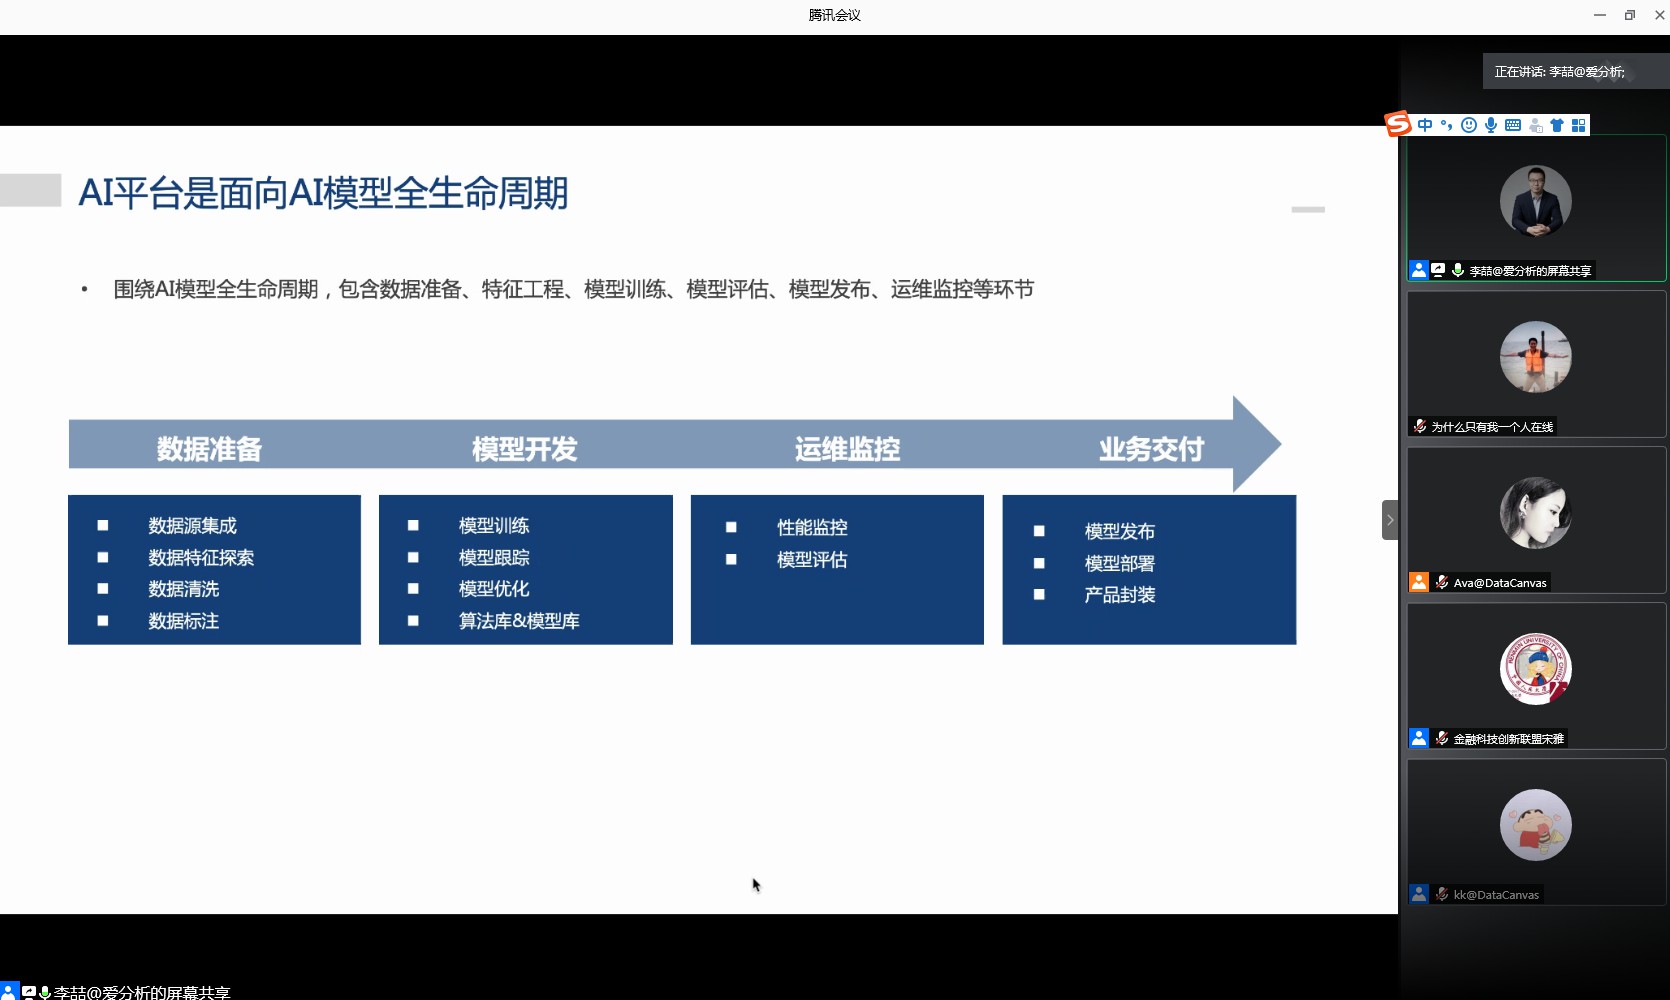 腾讯会议
正在讲话: 李喆@爱分析;
中
AI平台是面向AI模型全生命周期
• 围绕AI模型全生命周期，包含数据准备、特征工程、模型训练、模型评估、模型发布、运维监控等环节
数据准备
模型开发
运维监控
业务交付
数据源集成
数据特征探索
数据清洗
数据标注
模型训练
模型跟踪
模型优化
算法库&模型库
性能监控
模型评估
模型发布
模型部署
产品封装
李喆@爱分析的屏幕共享
为什么只有我一个人在线
Ava@DataCanvas
RENMIN UNIVERSITY OF CHINA
金融科技创新联盟宋雅
kk@DataCanvas
李喆@爱分析的屏幕共享